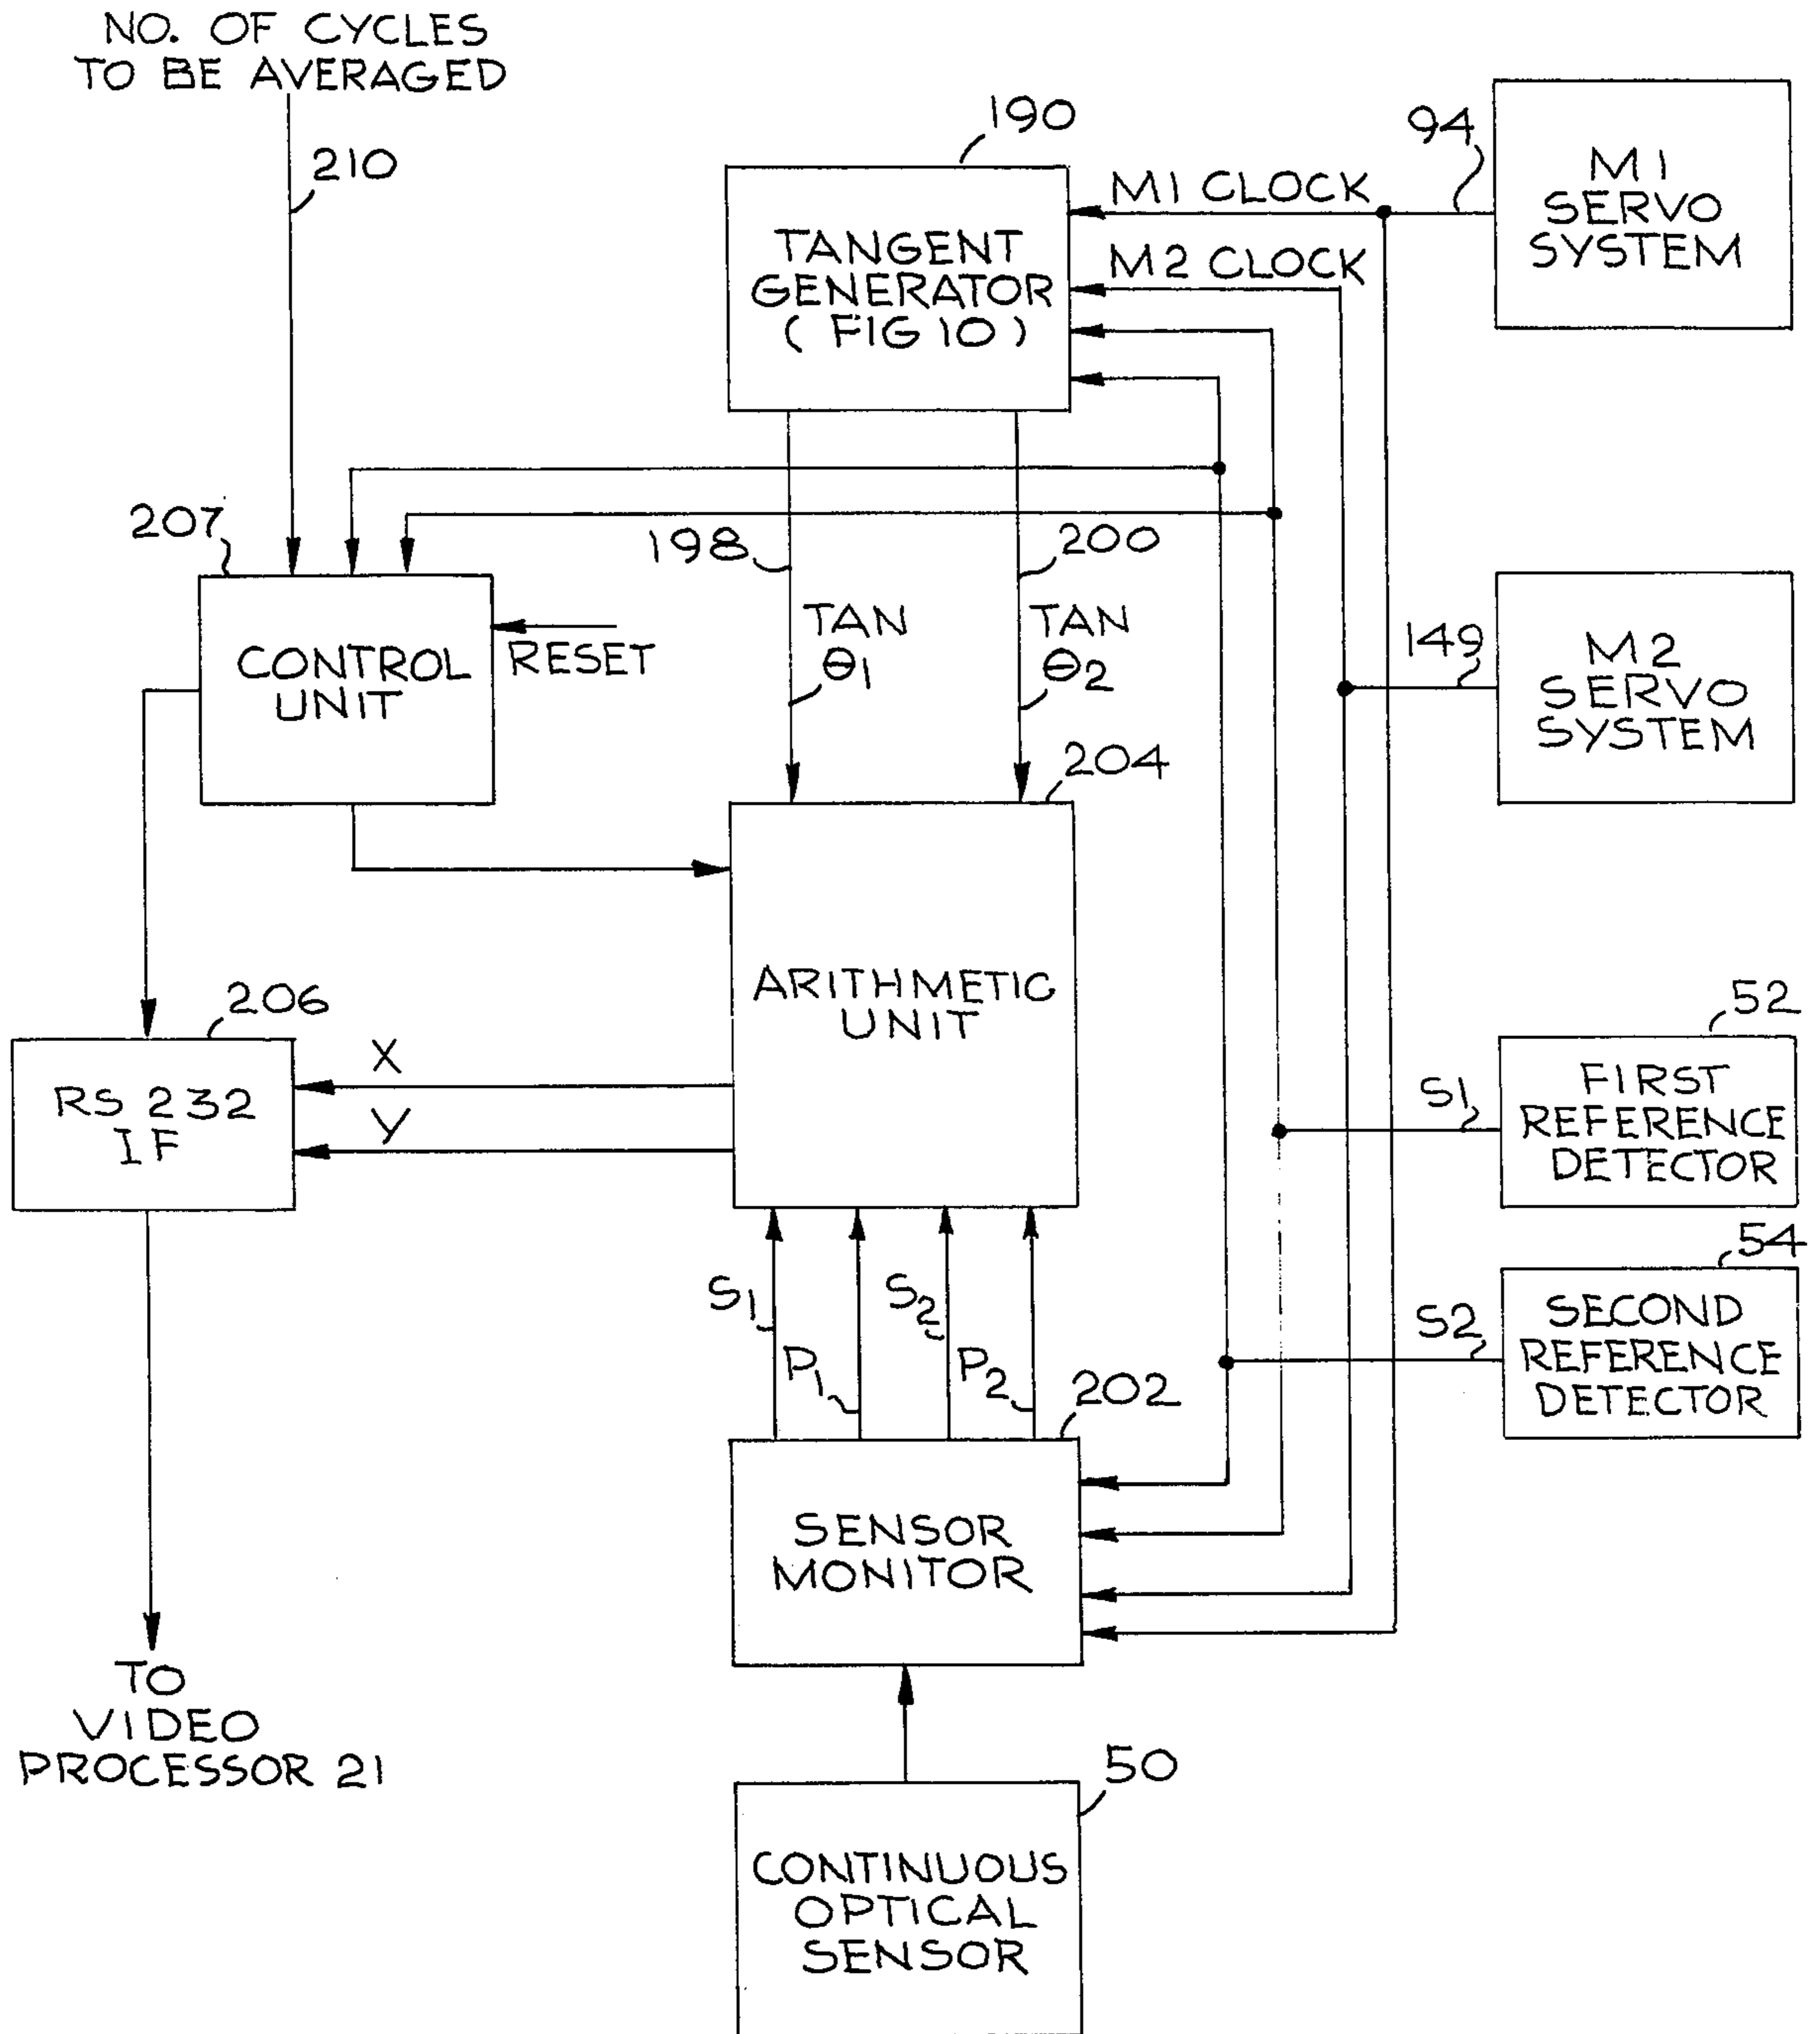 NO. OF CYCLES
TO BE AVERAGED
210
190
94
M1
SERVO
SYSTEM
M1 CLOCK
M2 CLOCK
TANGENT
GENERATOR
( FIG 10 )
207
198
200
CONTROL
UNIT
RESET
TAN
θ1
TAN
θ2
149
M2
SERVO
SYSTEM
204
ARITHMETIC
UNIT
206
RS 232
IF
X
Y
52
S1
FIRST
REFERENCE
DETECTOR
54
S2
SECOND
REFERENCE
DETECTOR
S1
P1
S2
P2
202
SENSOR
MONITOR
TO
VIDEO
PROCESSOR 21
50
CONTINUOUS
OPTICAL
SENSOR